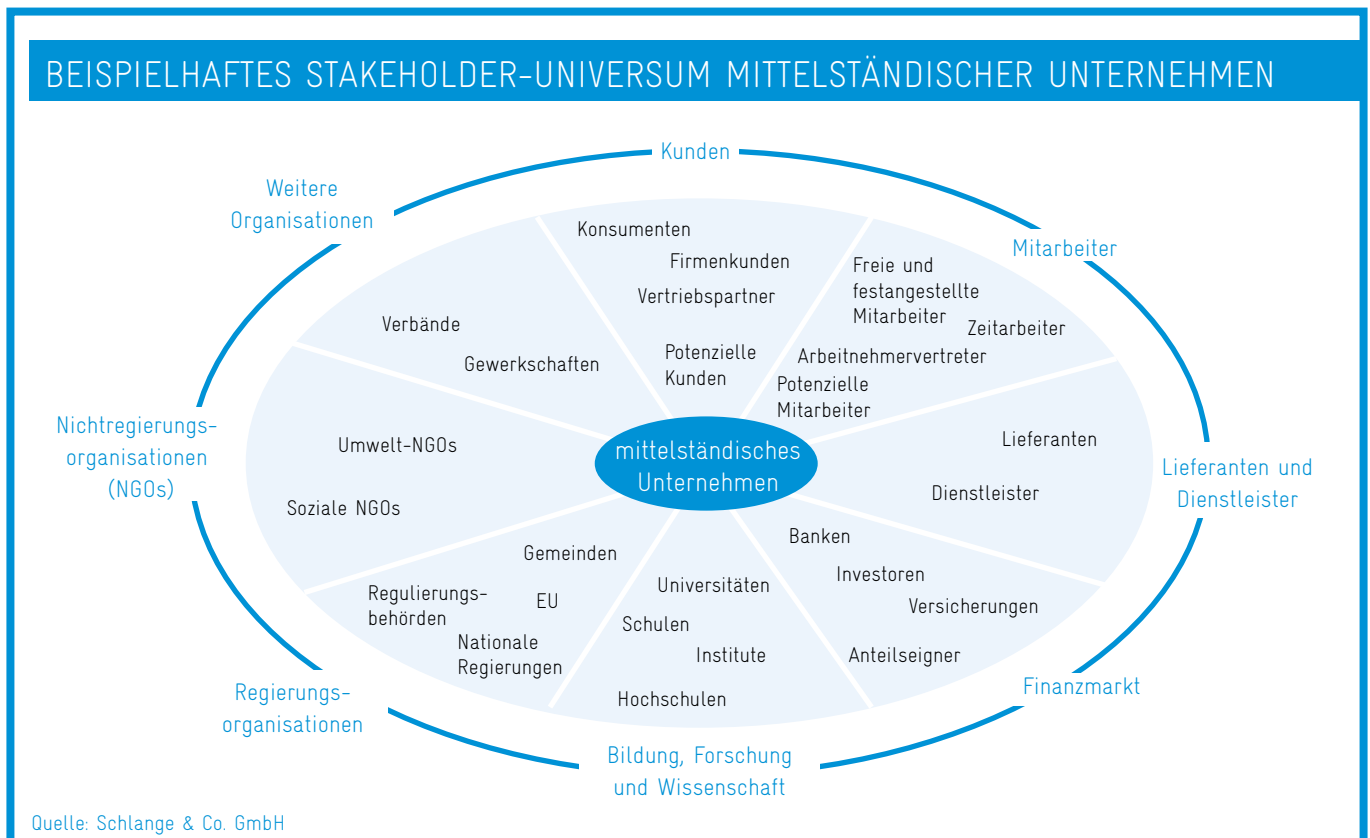 BEISPIELHAFTES STAKEHOLDER-UNIVERSUM MITTELSTÄNDISCHER UNTERNEHMEN
Kunden
Weitere
Organisationen
Mitarbeiter
Nichtregierungs-
organisationen
(NGOs)
Lieferanten und
Dienstleister
Regierungs-
organisationen
Finanzmarkt
Bildung, Forschung
und Wissenschaft
Konsumenten
Firmenkunden
Vertriebspartner
Potenzielle
Kunden
Freie und
festangestellte
Mitarbeiter
Zeitarbeiter
Arbeitnehmervertreter
Potenzielle
Mitarbeiter
Verbände
Gewerkschaften
Umwelt-NGOs
Soziale NGOs
mittelständisches
Unternehmen
Lieferanten
Dienstleister
Gemeinden
Regulierungs-
behörden
EU
Nationale
Regierungen
Universitäten
Schulen
Institute
Hochschulen
Banken
Investoren
Versicherungen
Anteilseigner
Quelle: Schlange & Co. GmbH